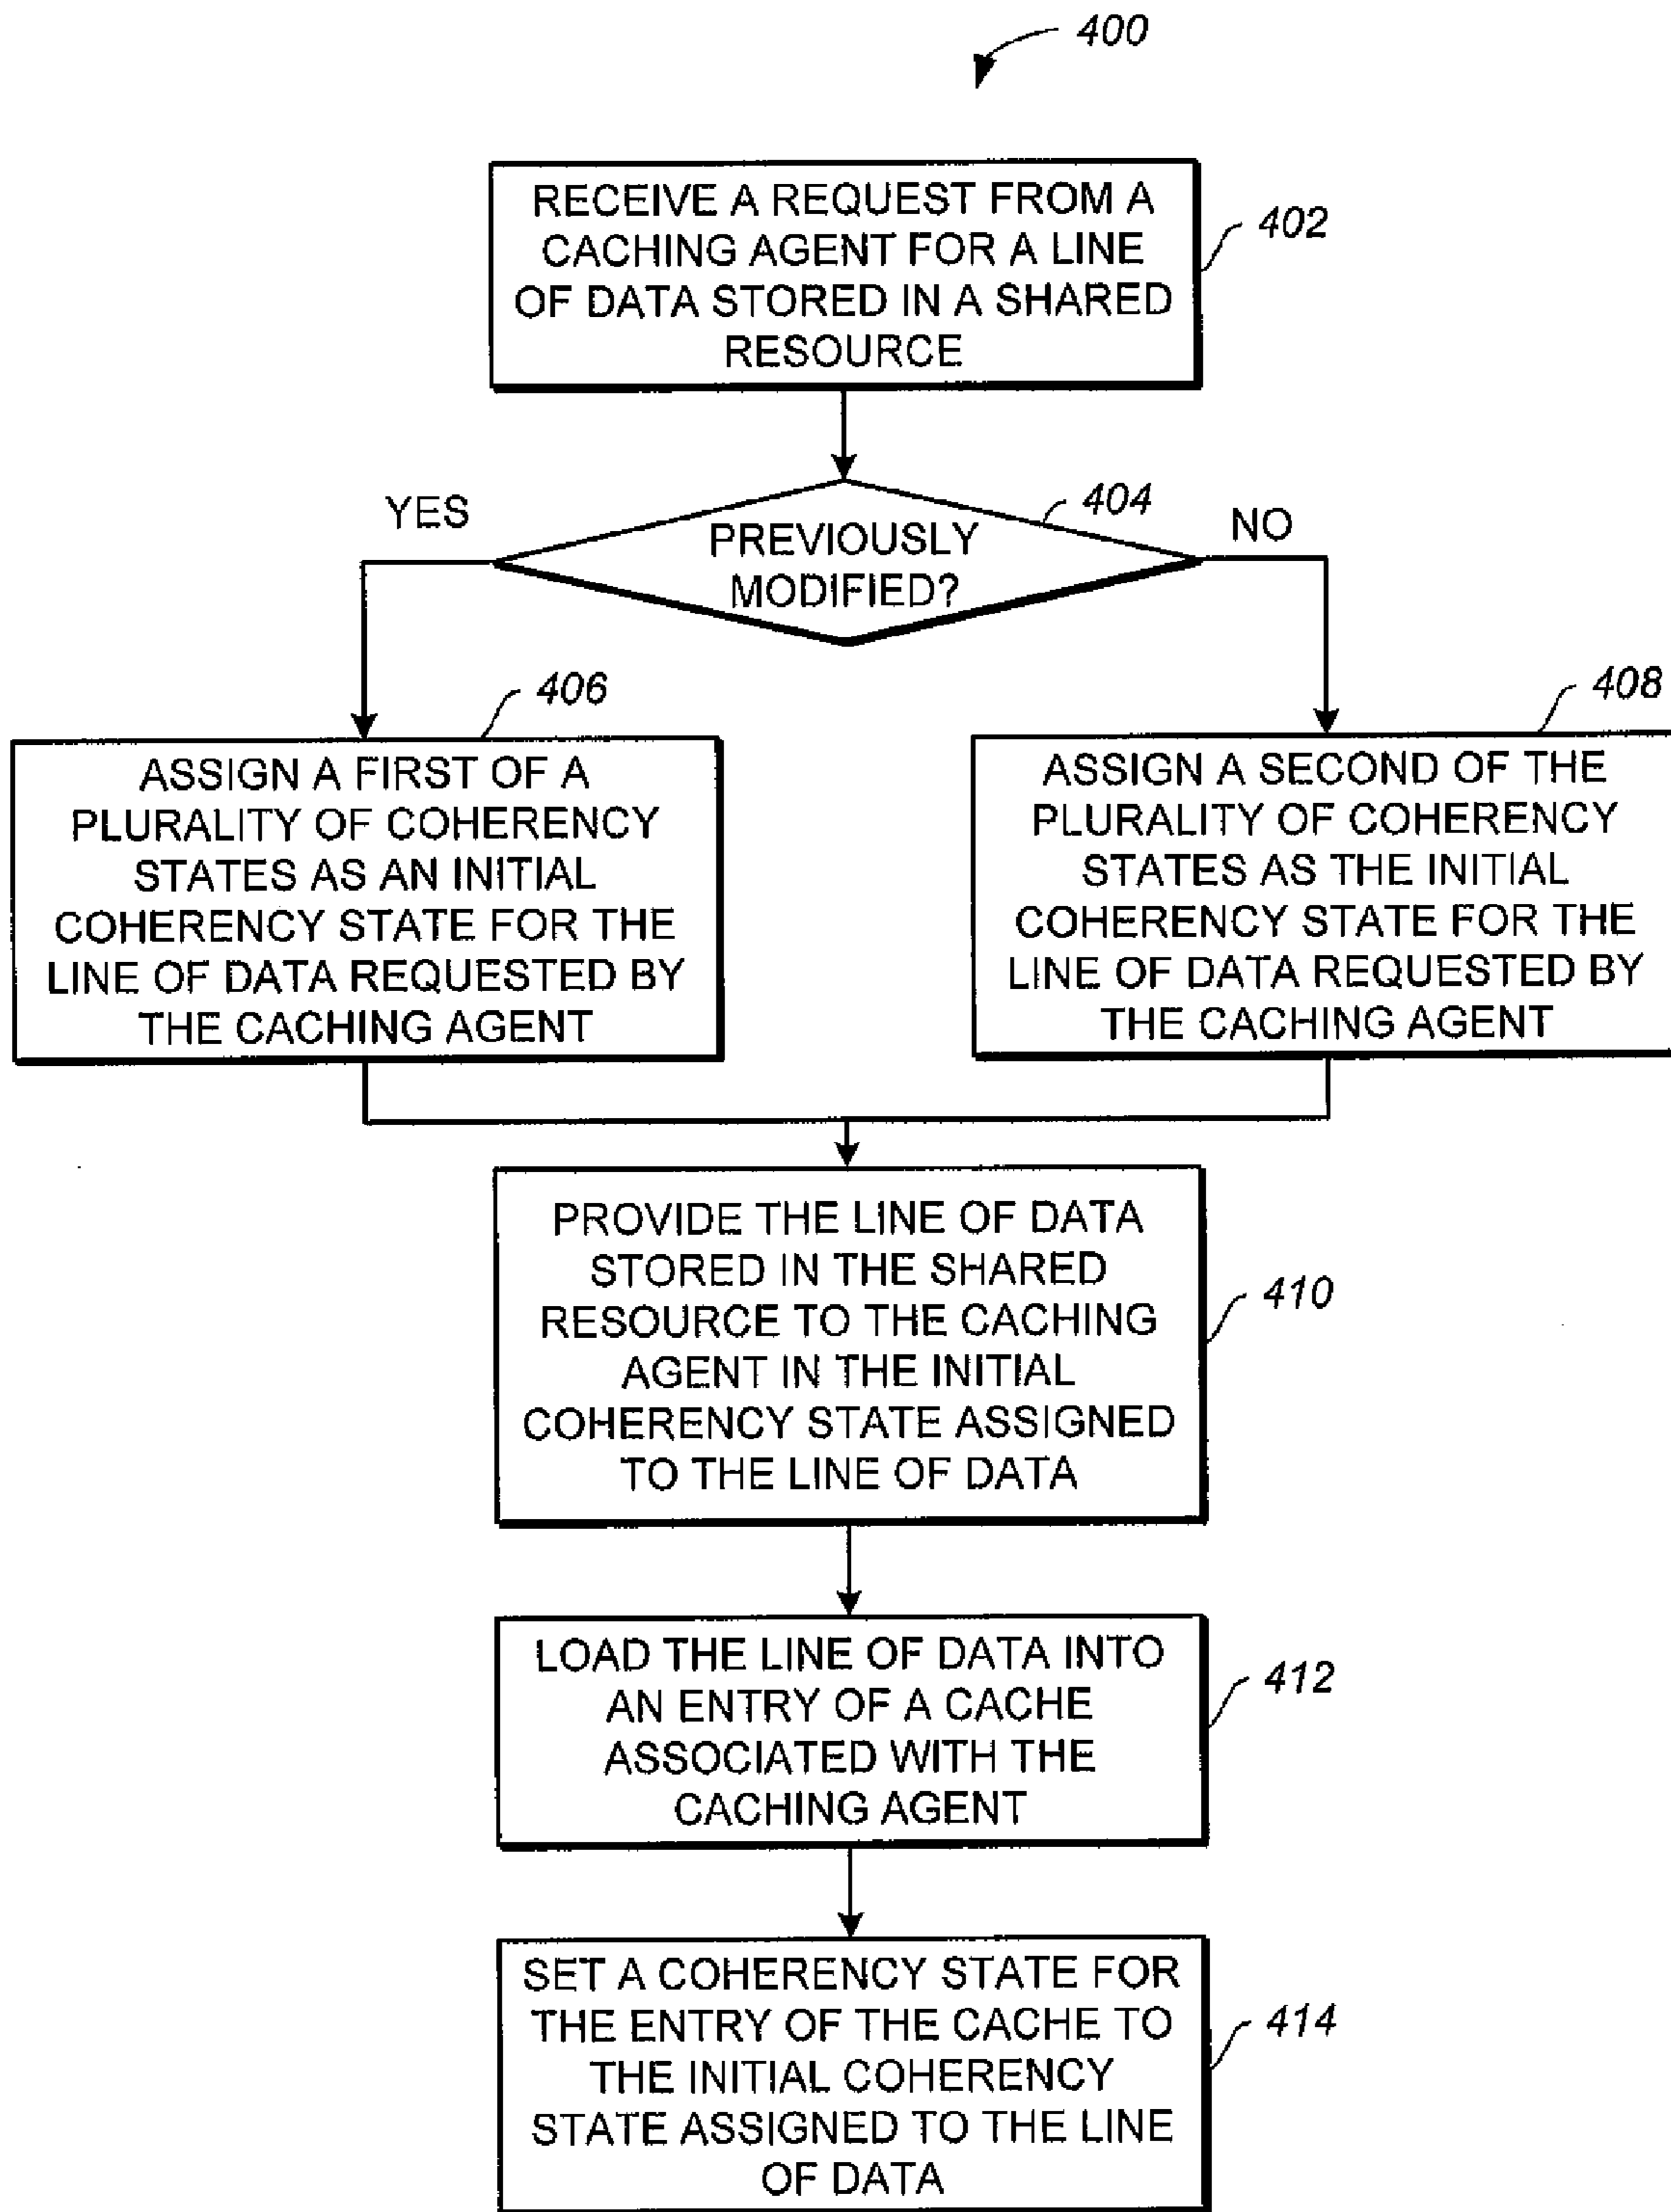 400
RECEIVE A REQUEST FROM A
CACHING AGENT FOR A LINE
OF DATA STORED IN A SHARED
RESOURCE
402
YES
404
NO
PREVIOUSLY
MODIFIED?
406
408
ASSIGN A FIRST OF A
PLURALITY OF COHERENCY
STATES AS AN INITIAL
COHERENCY STATE FOR THE
LINE OF DATA REQUESTED BY
THE CACHING AGENT
ASSIGN A SECOND OF THE
PLURALITY OF COHERENCY
STATES AS THE INITIAL
COHERENCY STATE FOR THE
LINE OF DATA REQUESTED BY
THE CACHING AGENT
PROVIDE THE LINE OF DATA
STORED IN THE SHARED
RESOURCE TO THE CACHING
AGENT IN THE INITIAL
COHERENCY STATE ASSIGNED
TO THE LINE OF DATA
410
LOAD THE LINE OF DATA INTO
AN ENTRY OF A CACHE
ASSOCIATED WITH THE
CACHING AGENT
412
SET A COHERENCY STATE FOR
THE ENTRY OF THE CACHE TO
THE INITIAL COHERENCY
STATE ASSIGNED TO THE LINE
OF DATA
414